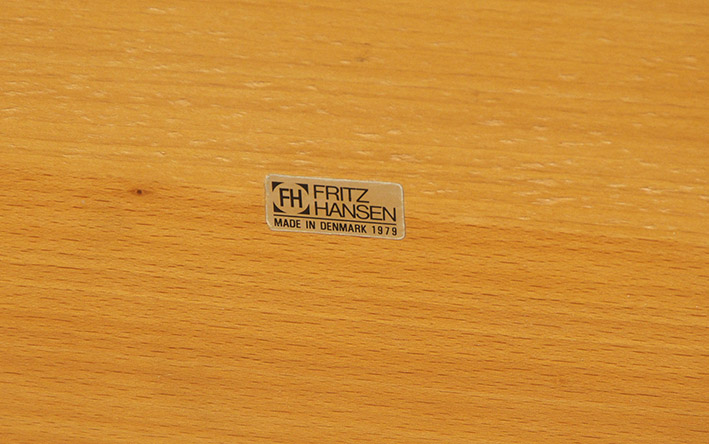 FH FRITZ
HANSEN
MADE IN DENMARK 1979